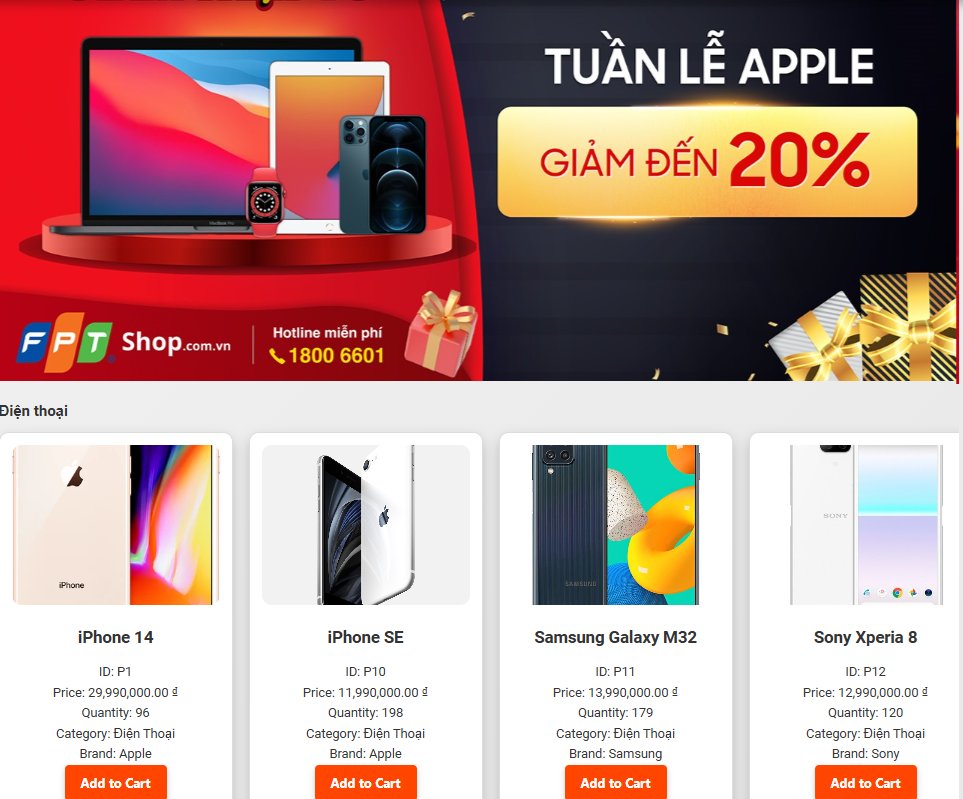 TUẦN LỄ APPLE
GIẢM ĐẾN 20%
MacBook Pro
FPT Shop.com.vn
Hotline miễn phí
1800 6601
Điện thoại
iPhone
SAMSUNG
SONY
iPhone 14
ID: P1
Price: 29,990,000.00 ₫
Quantity: 96
Category: Điện Thoại
Brand: Apple
Add to Cart
iPhone SE
ID: P10
Price: 11,990,000.00 ₫
Quantity: 198
Category: Điện Thoại
Brand: Apple
Add to Cart
Samsung Galaxy M32
ID: P11
Price: 13,990,000.00 ₫
Quantity: 179
Category: Điện Thoại
Brand: Samsung
Add to Cart
Sony Xperia 8
ID: P12
Price: 12,990,000.00 ₫
Quantity: 120
Category: Điện Thoại
Brand: Sony
Add to Cart